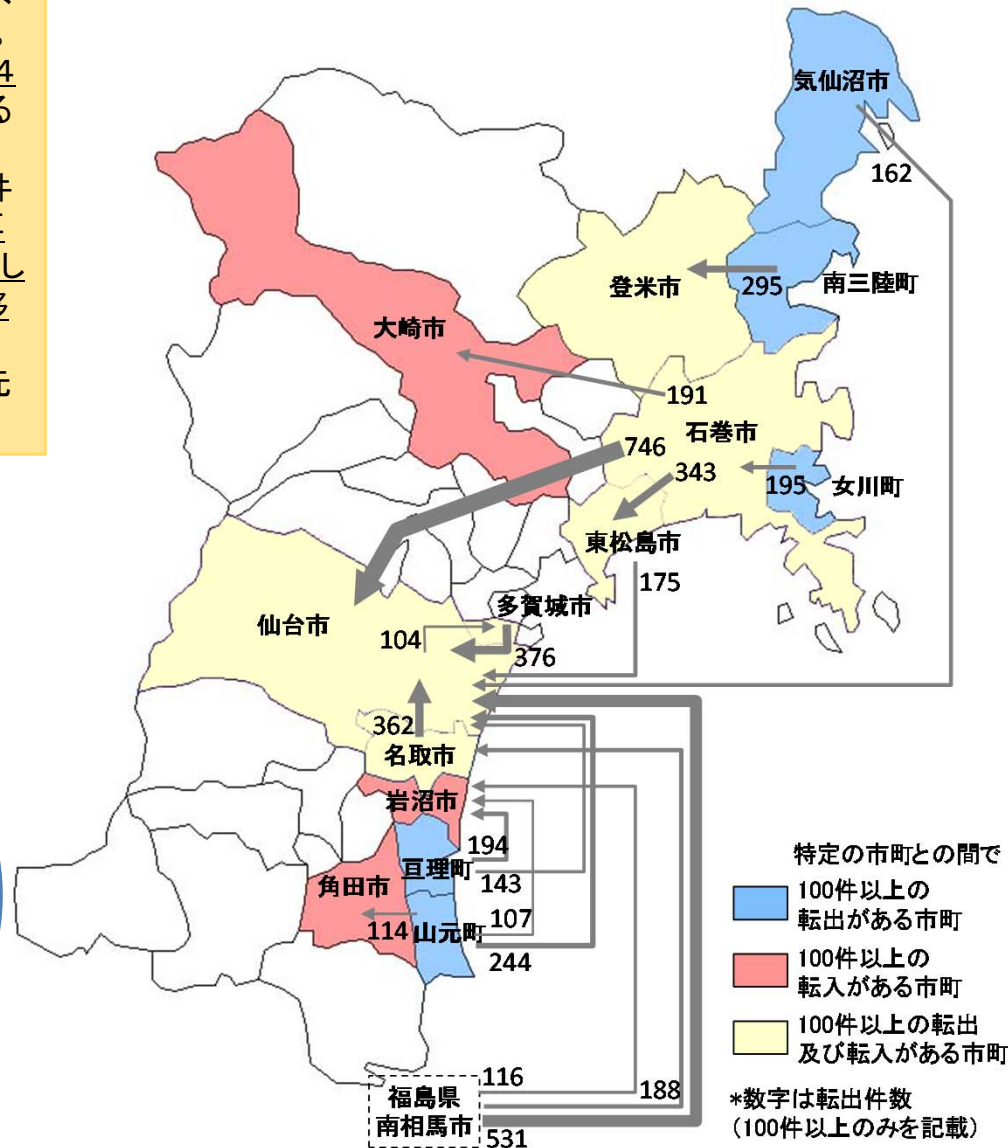 4
る
し
気仙沼市
162
登米市
295
南三陸町
大崎市
191
石巻市
746
343
195
女川町
東松島市
175
多賀城市
仙台市
104
376
362
名取市
岩沼市
194
亘理町
143
角田市
107
114
山元町
244
特定の市町との間で
100件以上の
転出がある市町
100件以上の
転入がある市町
100件以上の転出
及び転入がある市町
*数字は転出件数
(100件以上のみを記載)
116
188
福島県
南相馬市
531